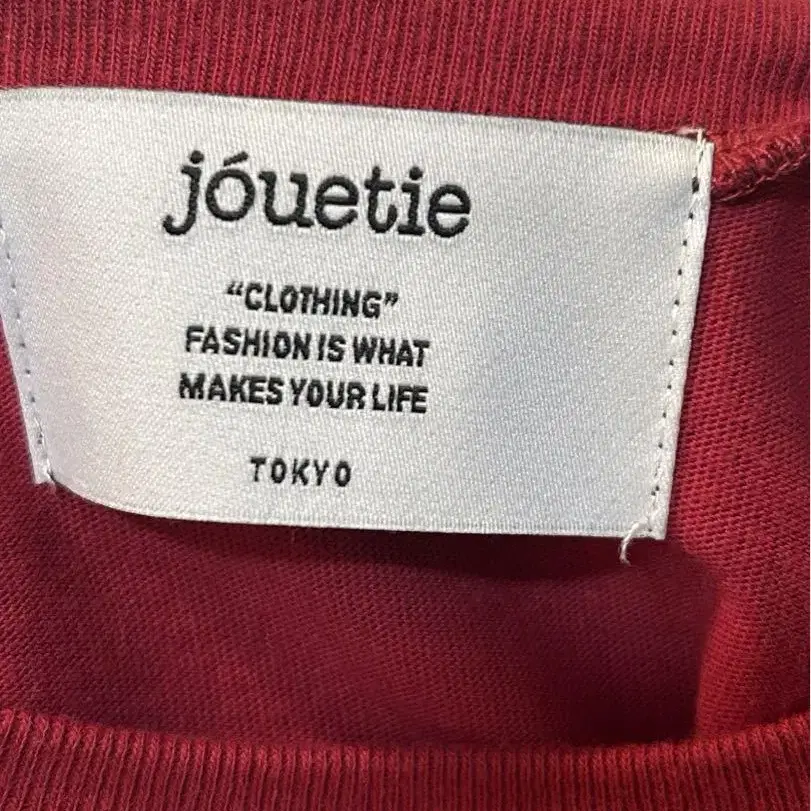 jóuetie
“CLOTHING”
FASHION IS WHAT
MAKES YOUR LIFE
TOKYO